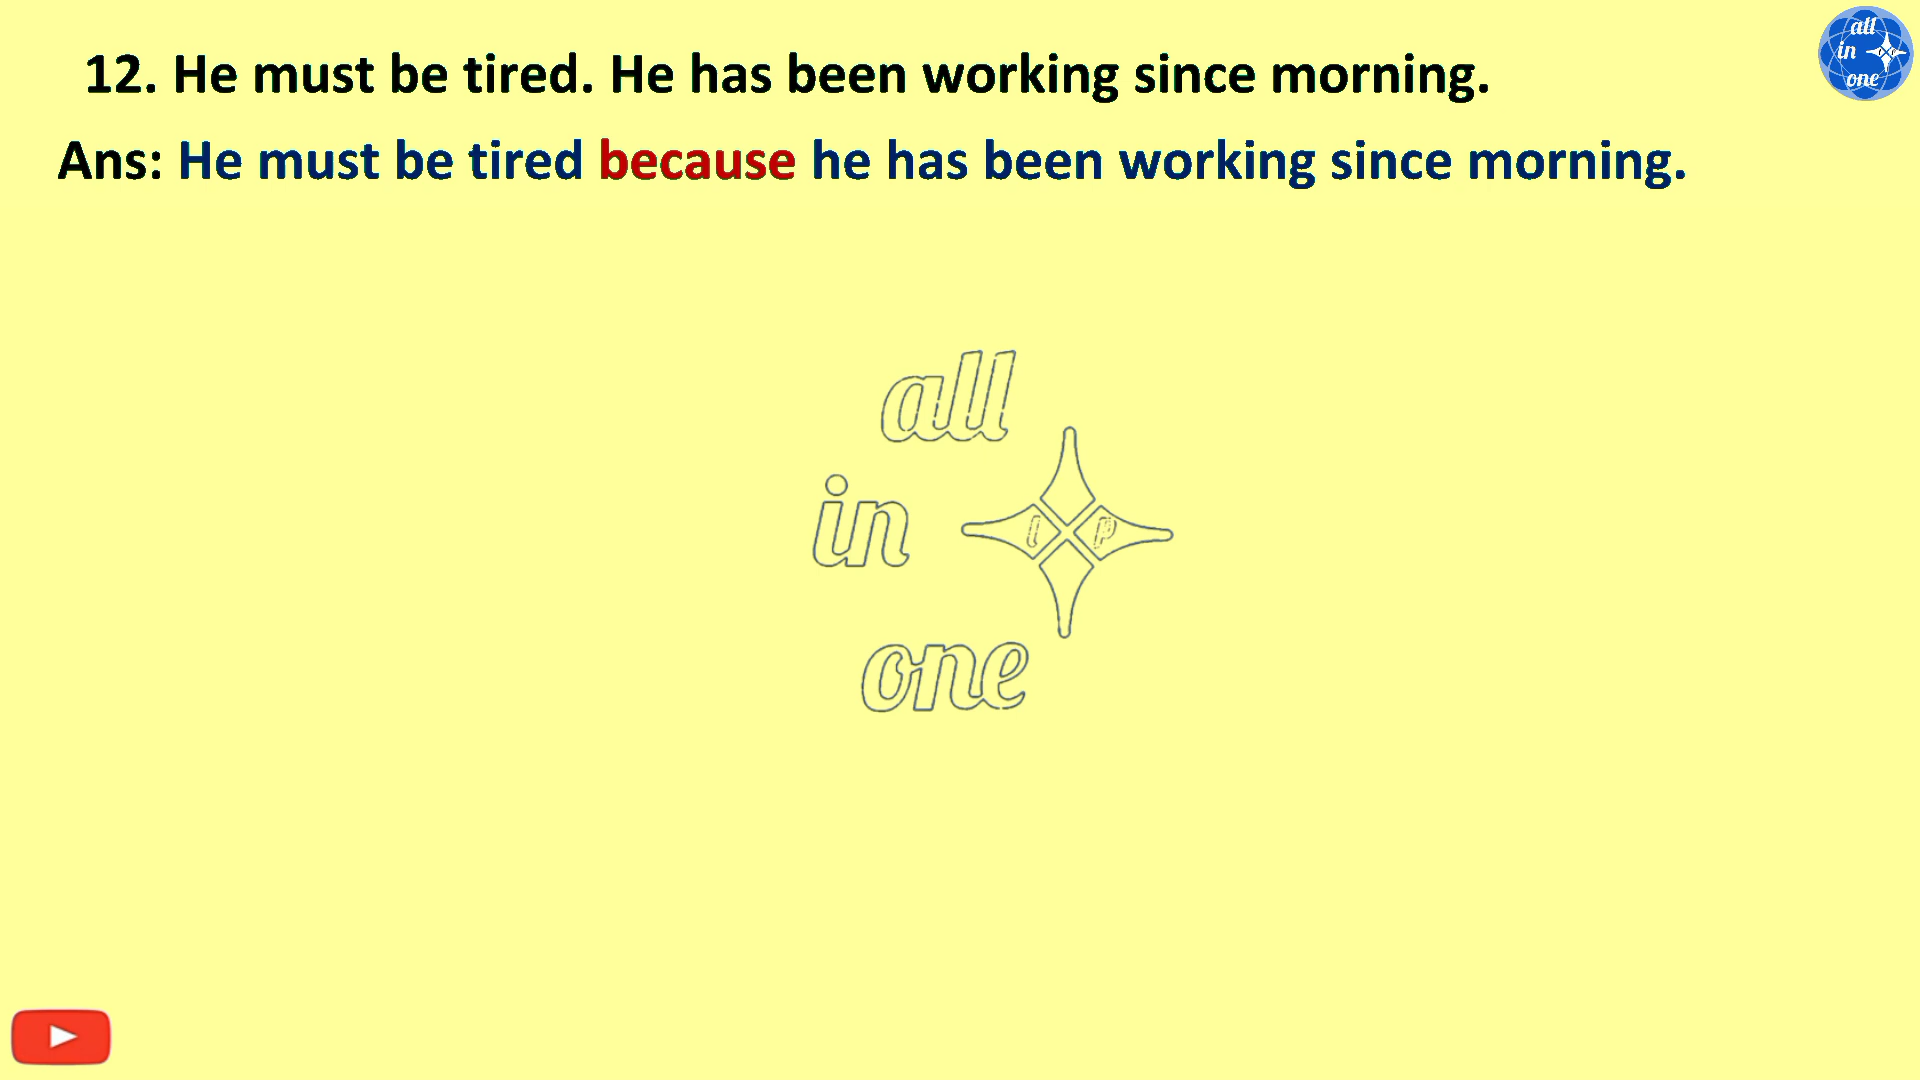 all
in
one
12. He must be tired. He has been working since morning.
Ans: He must be tired because he has been working since morning.
all
in
one